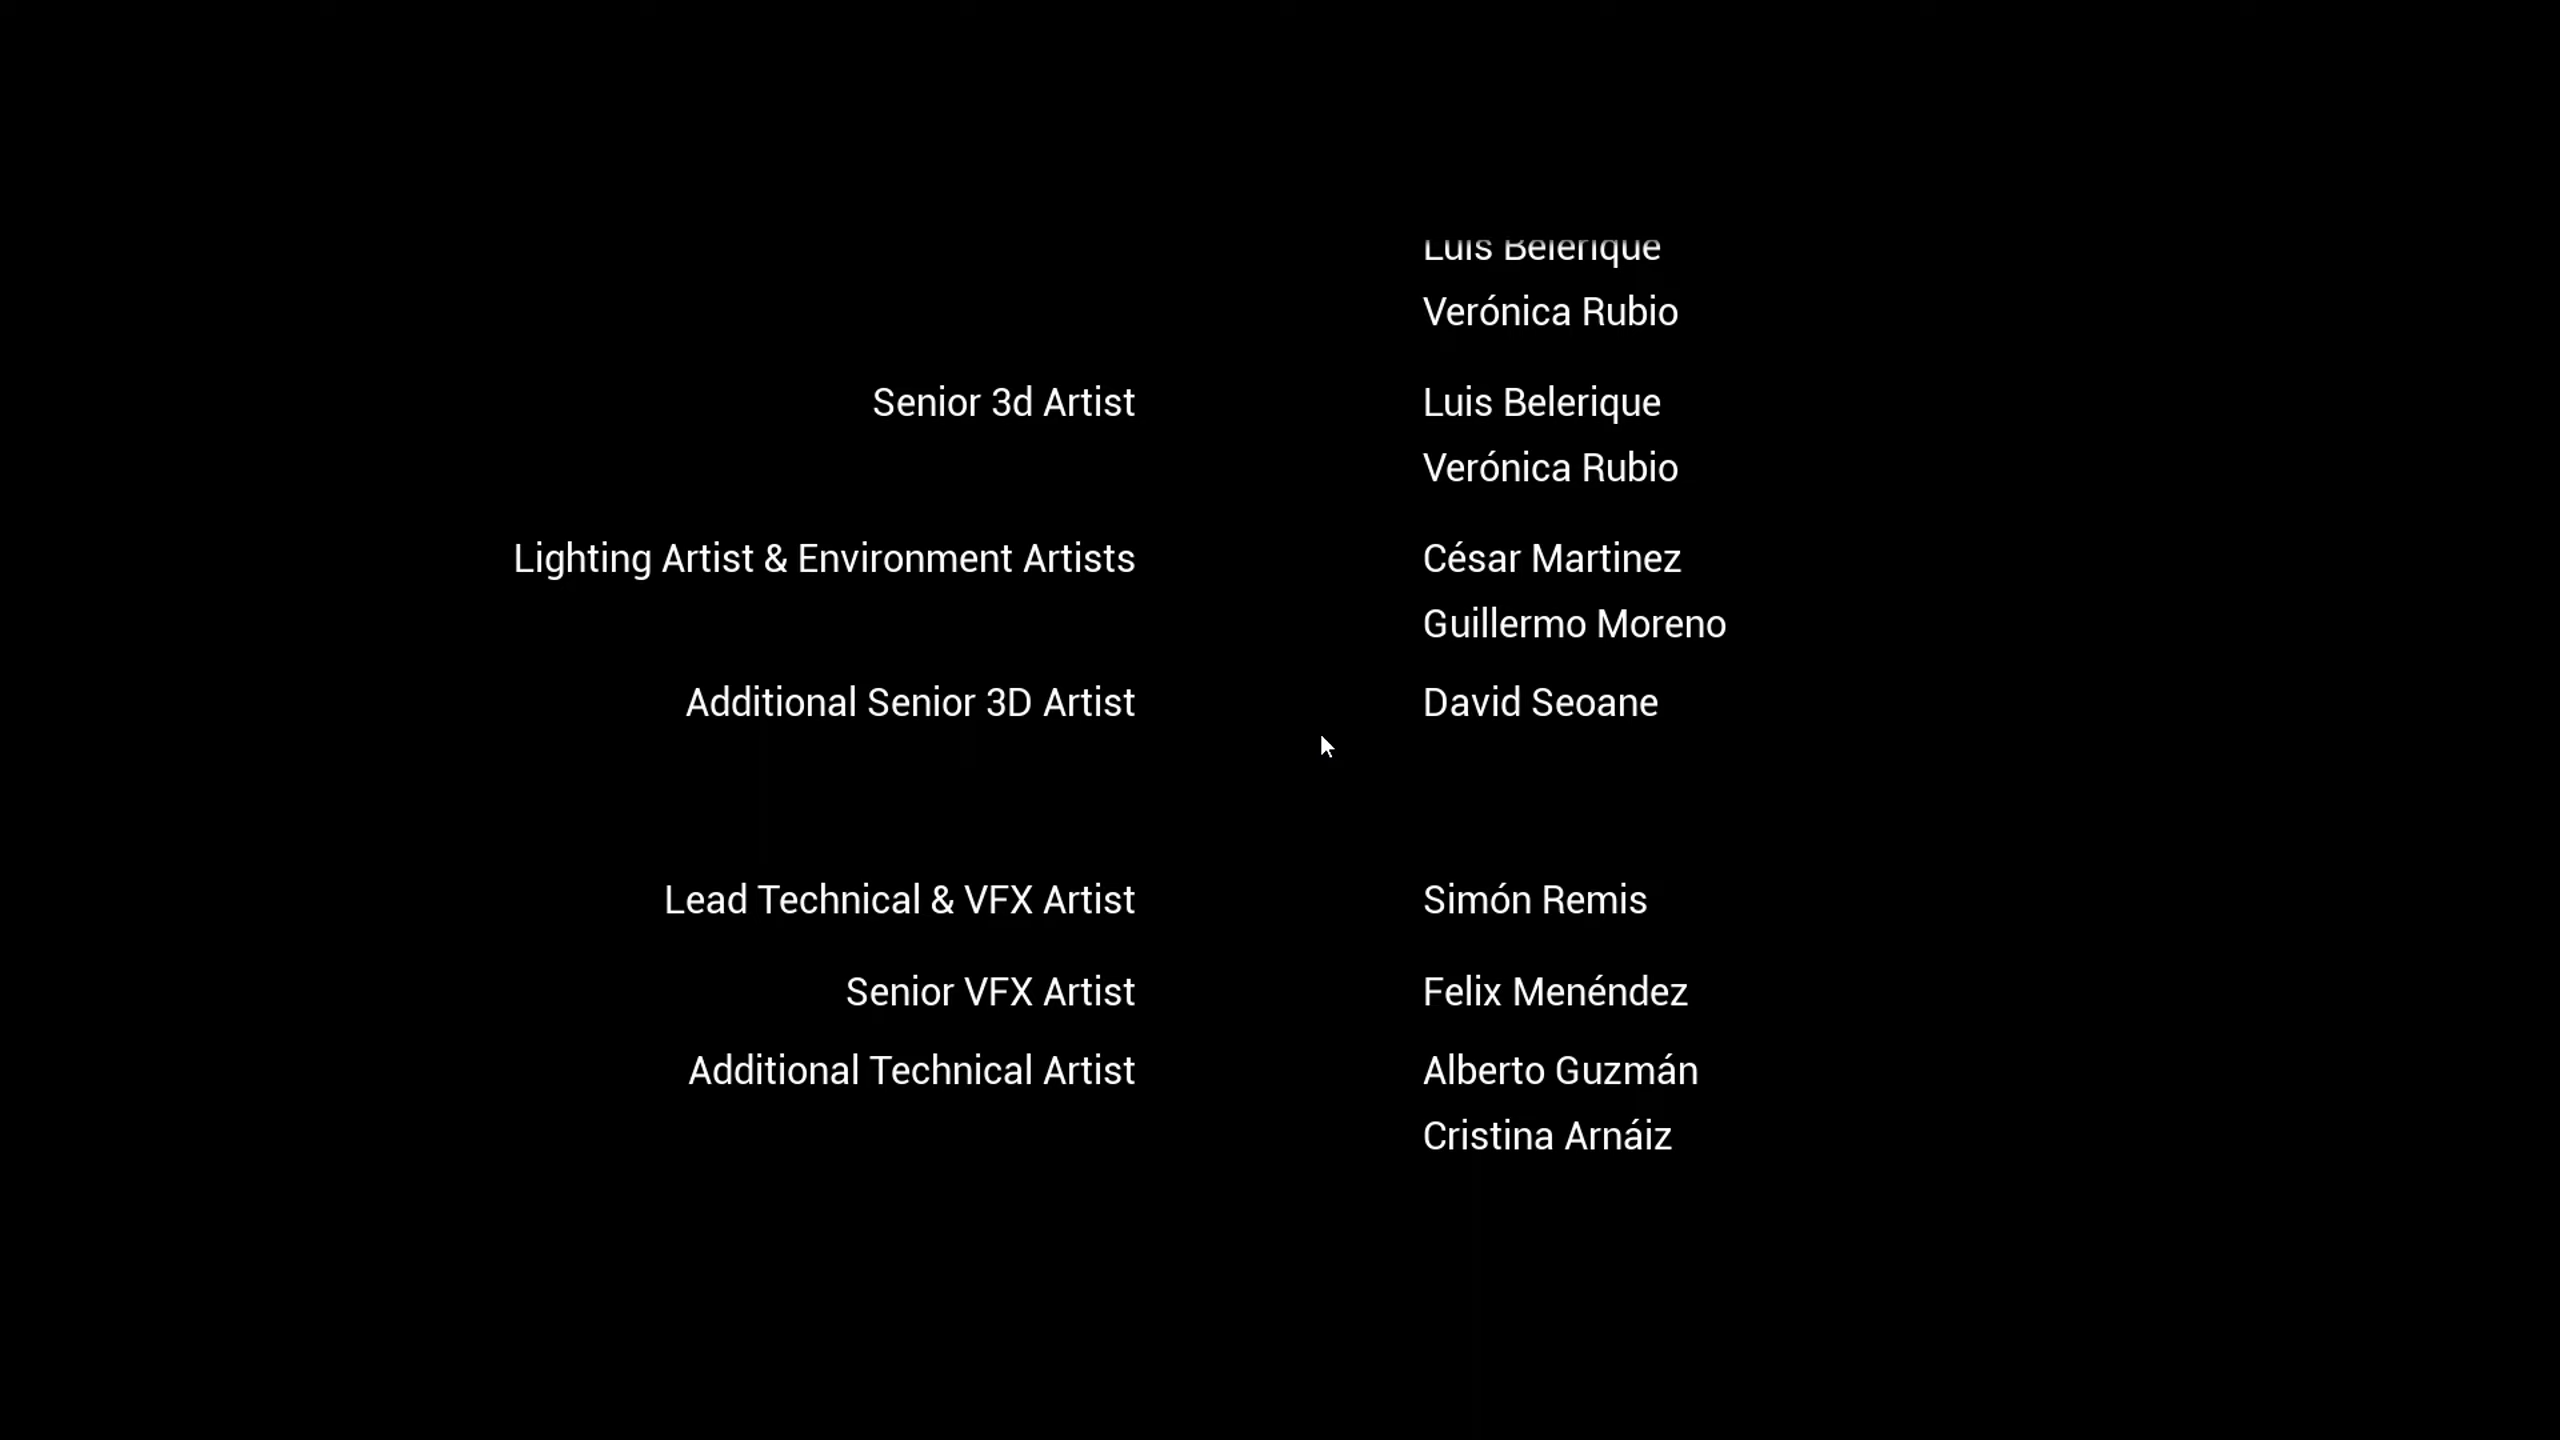 Luis Belerique
Verónica Rubio
Senior 3d Artist Luis Belerique
Verónica Rubio
Lighting Artist & Environment Artists César Martinez
Guillermo Moreno
Additional Senior 3D Artist David Seoane
Lead Technical & VFX Artist Simón Remis
Senior VFX Artist Felix Menéndez
Additional Technical Artist Alberto Guzmán
Cristina Arnáiz